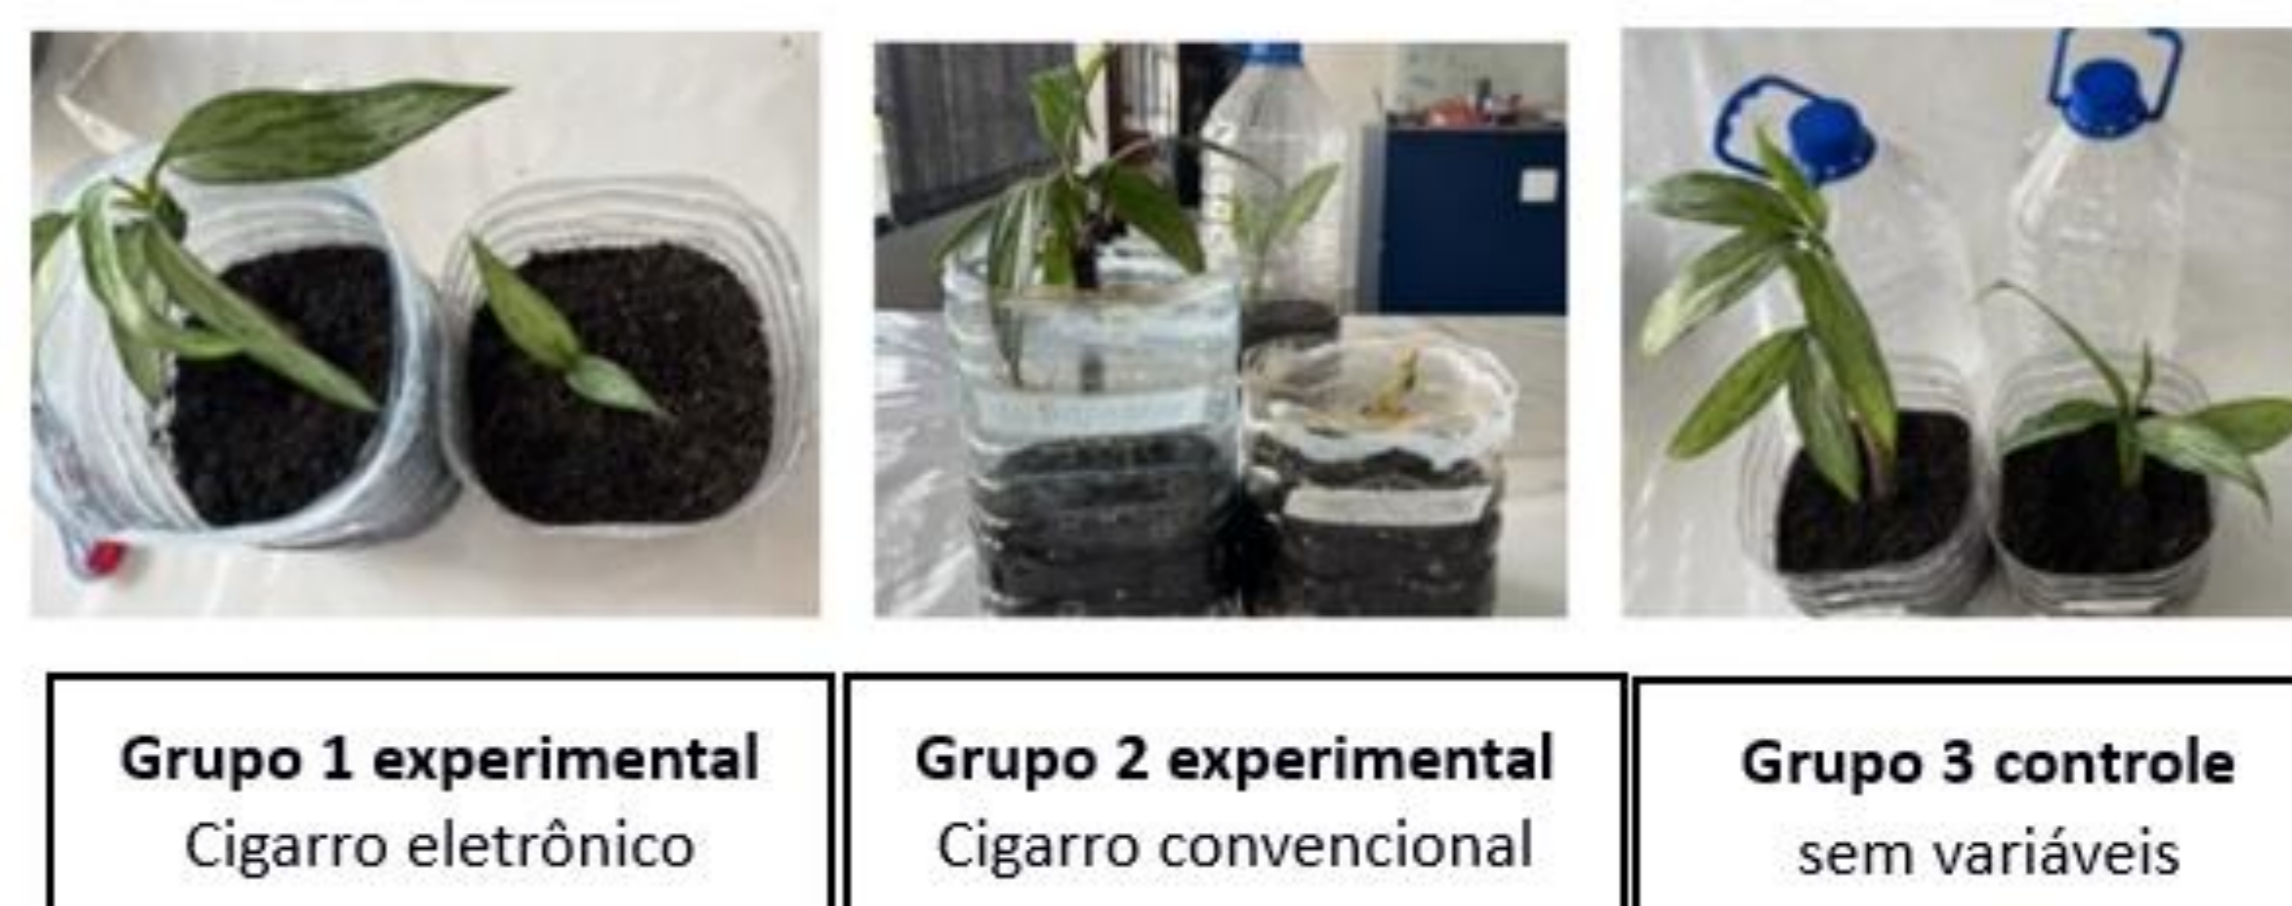 Grupo 1 experimental
Cigarro eletrônico
Grupo 2 experimental
Cigarro convencional
Grupo 3 controle
sem variáveis